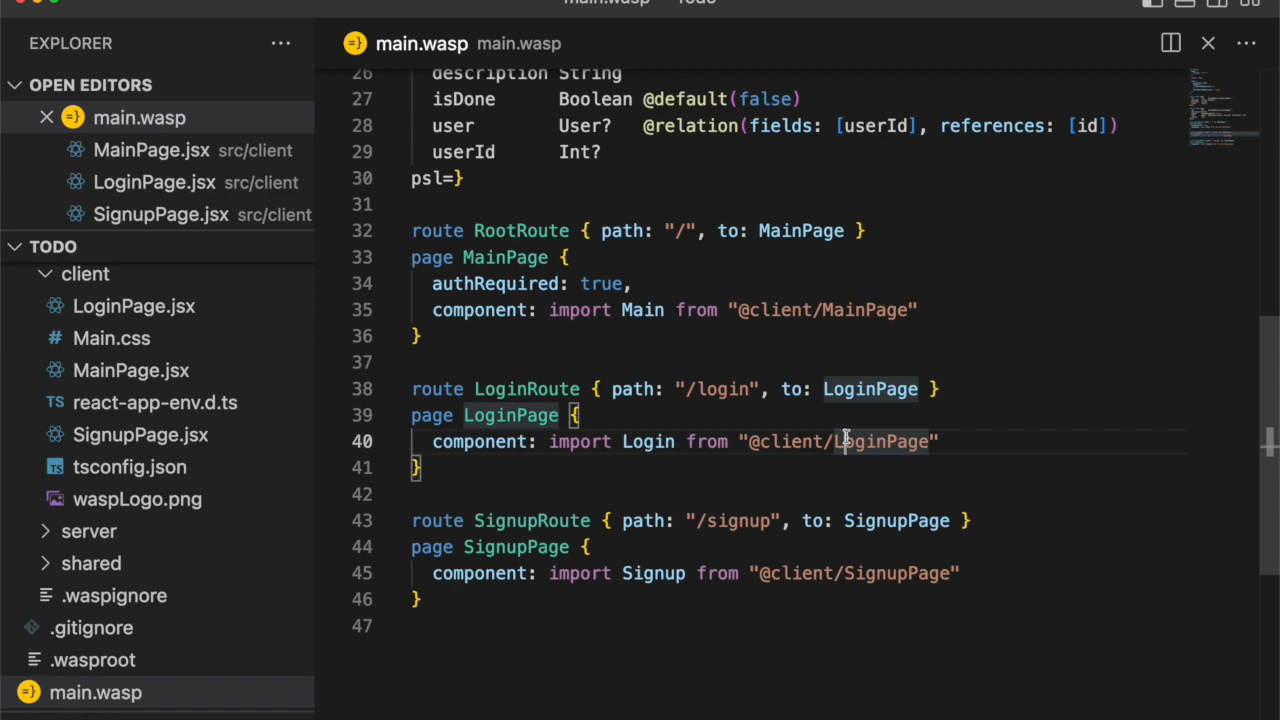 main.wasp — Todo
EXPLORER
OPEN EDITORS
main.wasp
MainPage.jsx src/client
LoginPage.jsx src/client
SignupPage.jsx src/client
TODO
client
LoginPage.jsx
# Main.css
MainPage.jsx
TS react-app-env.d.ts
SignupPage.jsx
TS tsconfig.json
waspLogo.png
server
shared
.waspignore
.gitignore
.wasproot
=} main.wasp
=} main.wasp main.wasp
26 description String
27 isDone Boolean @default(false)
28 user User? @relation(fields: [userId], references: [id])
29 userId Int?
30 psl=}
31
32 route RootRoute { path: "/", to: MainPage }
33 page MainPage {
34 authRequired: true,
35 component: import Main from "@client/MainPage"
36 }
37
38 route LoginRoute { path: "/login", to: LoginPage }
39 page LoginPage {
40 component: import Login from "@client/LoginPage"
41 }
42
43 route SignupRoute { path: "/signup", to: SignupPage }
44 page SignupPage {
45 component: import Signup from "@client/SignupPage"
46 }
47